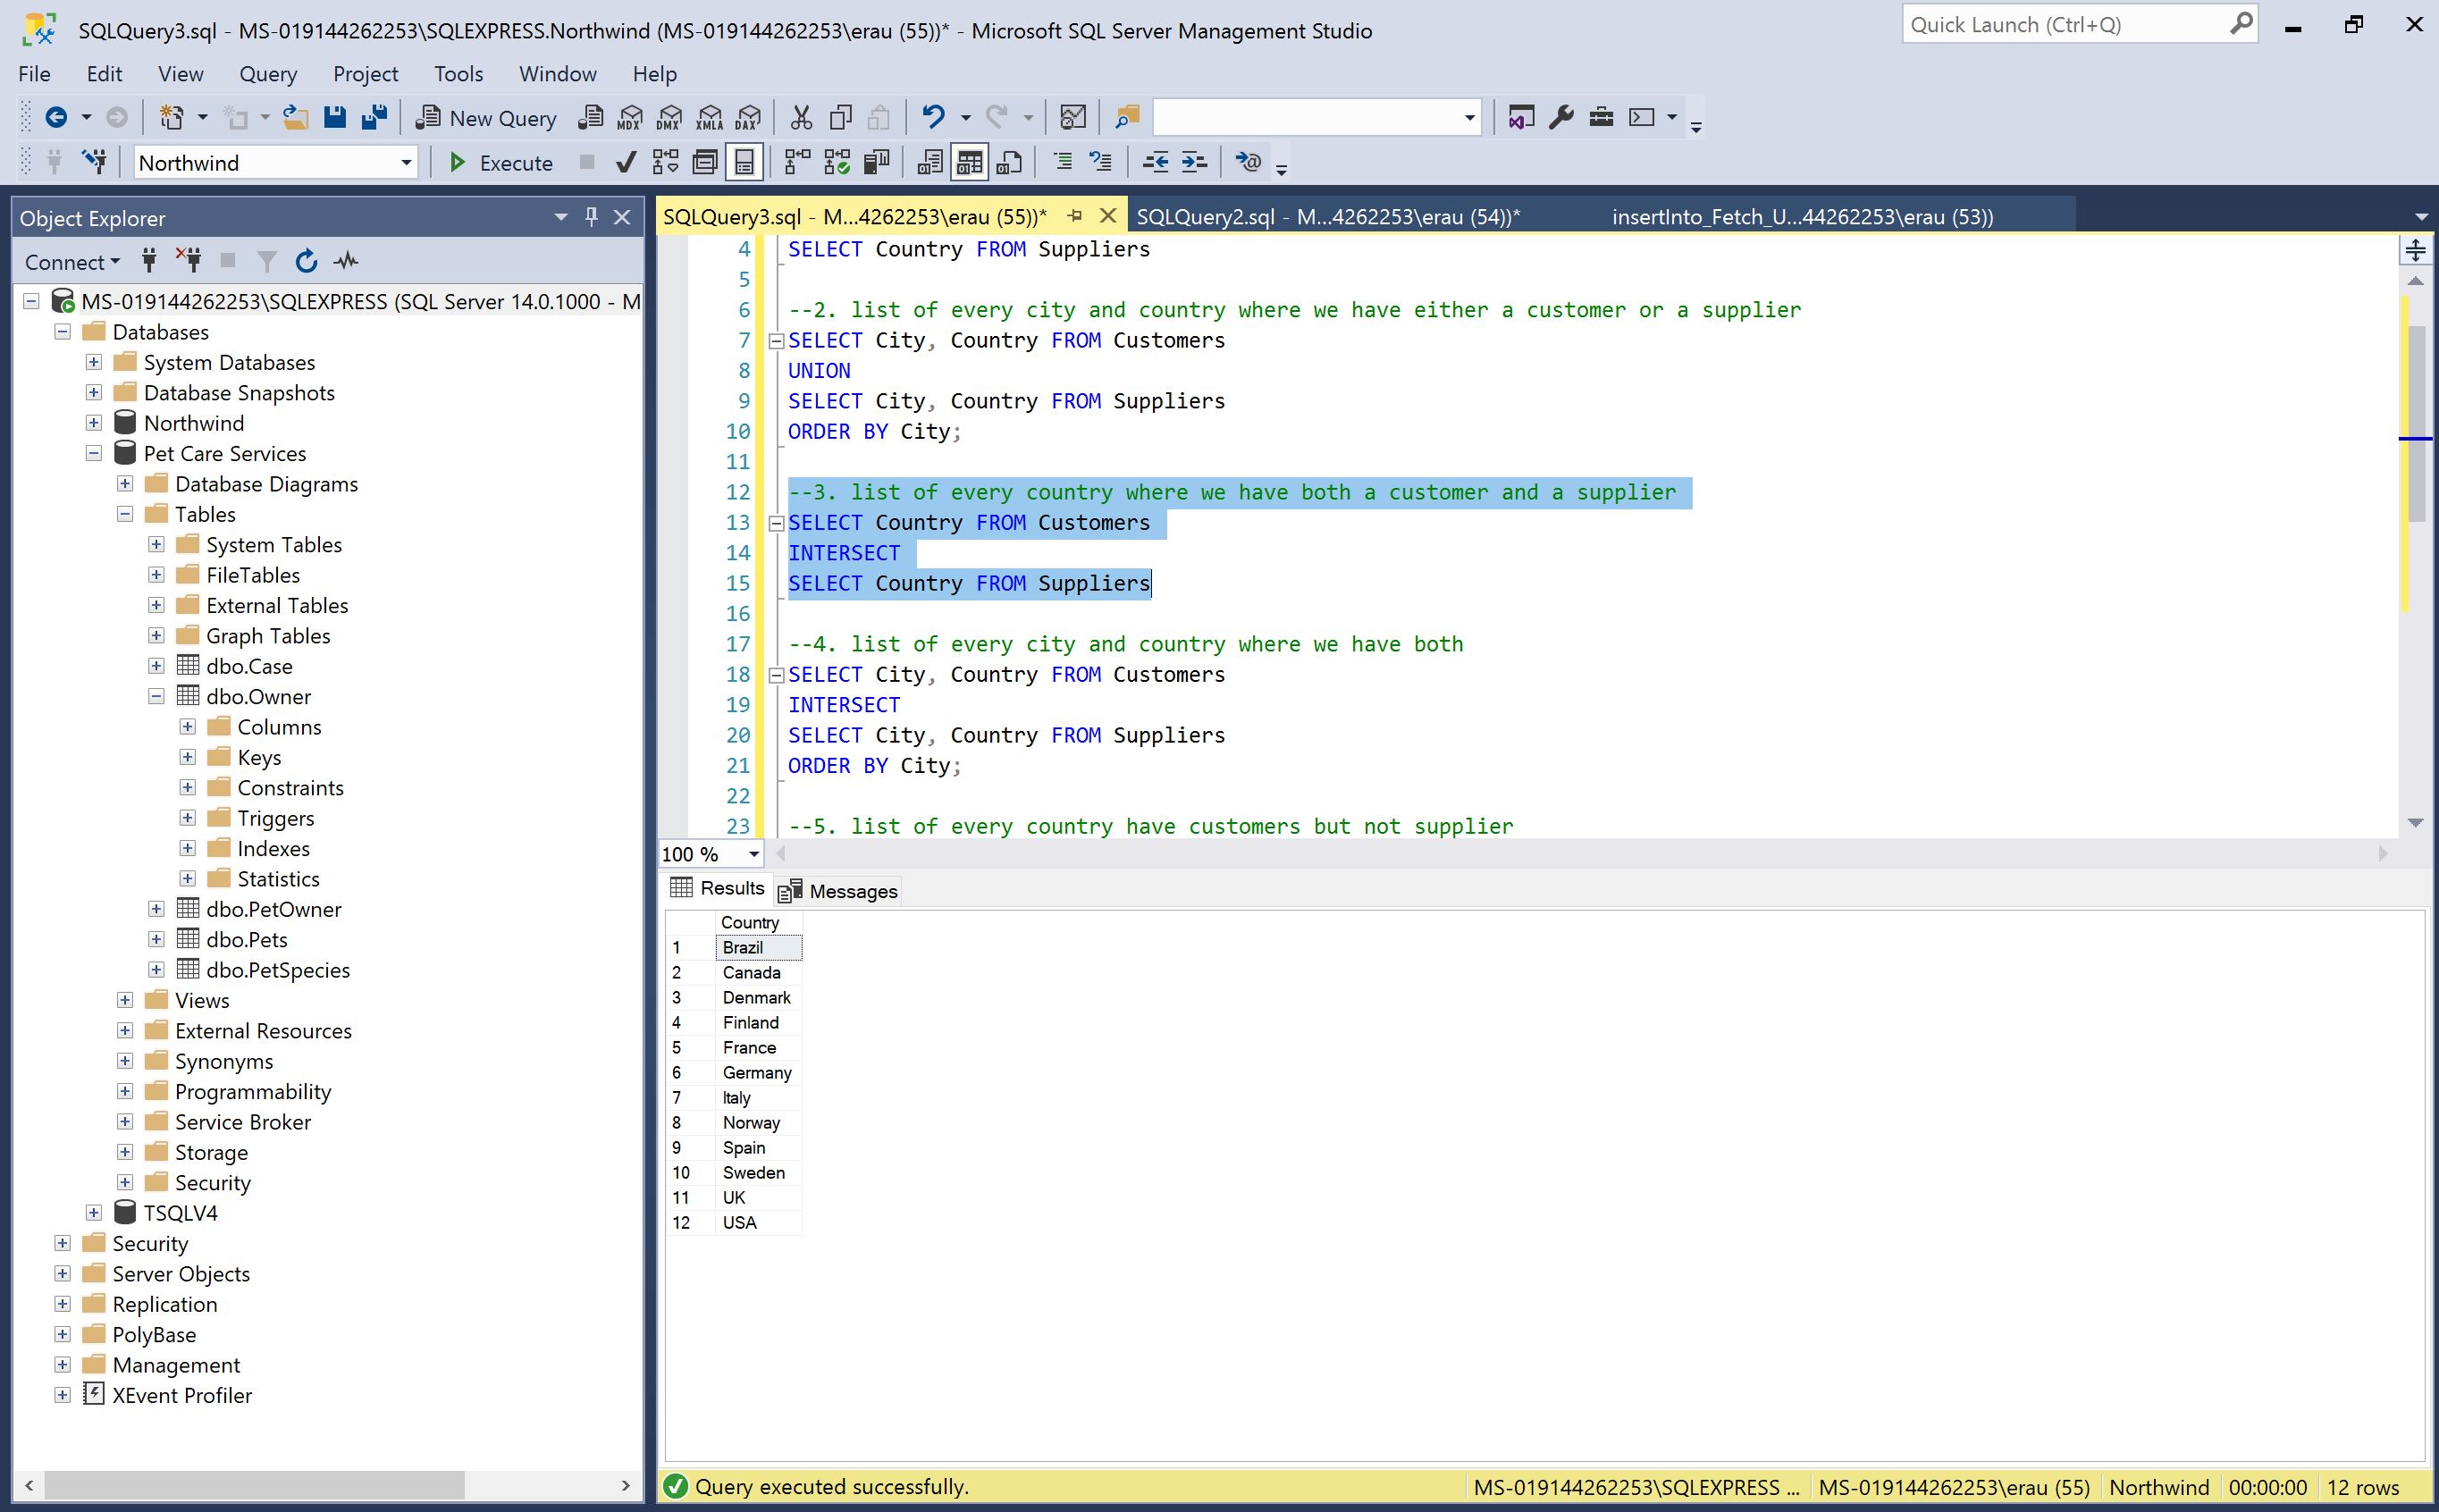 SQLQuery3.sql - MS-019144262253\SQLEXPRESS.Northwind (MS-019144262253\erau (55))* - Microsoft SQL Server Management Studio
Quick Launch (Ctrl+Q)
File Edit View Query Project Tools Window Help
New Query
MDX DMX XMLA DAX
Northwind
Execute
Object Explorer
Connect
MS-019144262253\SQLEXPRESS (SQL Server 14.0.1000 - M
Databases
System Databases
Database Snapshots
Northwind
Pet Care Services
Database Diagrams
Tables
System Tables
FileTables
External Tables
Graph Tables
dbo.Case
dbo.Owner
Columns
Keys
Constraints
Triggers
Indexes
Statistics
dbo.PetOwner
dbo.Pets
dbo.PetSpecies
Views
External Resources
Synonyms
Programmability
Service Broker
Storage
Security
TSQLV4
Security
Server Objects
Replication
PolyBase
Management
XEvent Profiler
SQLQuery3.sql - M...4262253\erau (55))* SQLQuery2.sql - M...4262253\erau (54))* insertInto_Fetch_U...44262253\erau (53))
4 SELECT Country FROM Suppliers
5
6 --2. list of every city and country where we have either a customer or a supplier
7 SELECT City, Country FROM Customers
8 UNION
9 SELECT City, Country FROM Suppliers
10 ORDER BY City;
11
12 --3. list of every country where we have both a customer and a supplier
13 SELECT Country FROM Customers
14 INTERSECT
15 SELECT Country FROM Suppliers
16
17 --4. list of every city and country where we have both
18 SELECT City, Country FROM Customers
19 INTERSECT
20 SELECT City, Country FROM Suppliers
21 ORDER BY City;
22
23 --5. list of every country have customers but not supplier
100 %
Results Messages
Country
1 Brazil
2 Canada
3 Denmark
4 Finland
5 France
6 Germany
7 Italy
8 Norway
9 Spain
10 Sweden
11 UK
12 USA
Query executed successfully. MS-019144262253\SQLEXPRESS ... MS-019144262253\erau (55) Northwind 00:00:00 12 rows